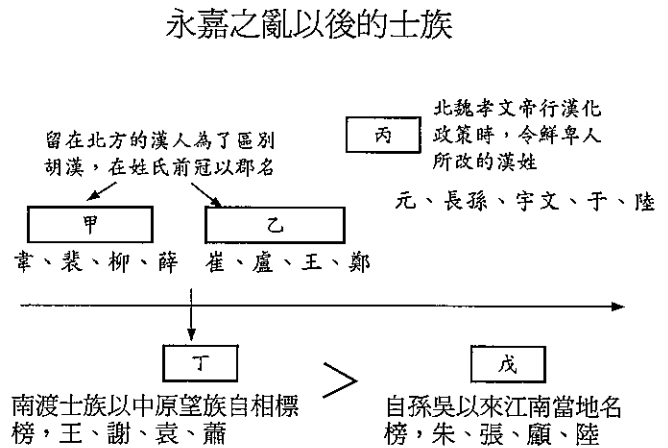 永嘉之亂以後的士族
留在北方的漢人為了區別
胡漢，在姓氏前冠以郡名
丙
北魏孝文帝行漢化
政策時，令鮮卑人
所改的漢姓
元、長孫、宇文、于、陸
甲
乙
韋、裴、柳、薛
崔、盧、王、鄭
丁
>
戊
南渡士族以中原望族自相標
榜，王、謝、袁、蕭
自孫吳以來江南當地名
榜，朱、張、顧、陸